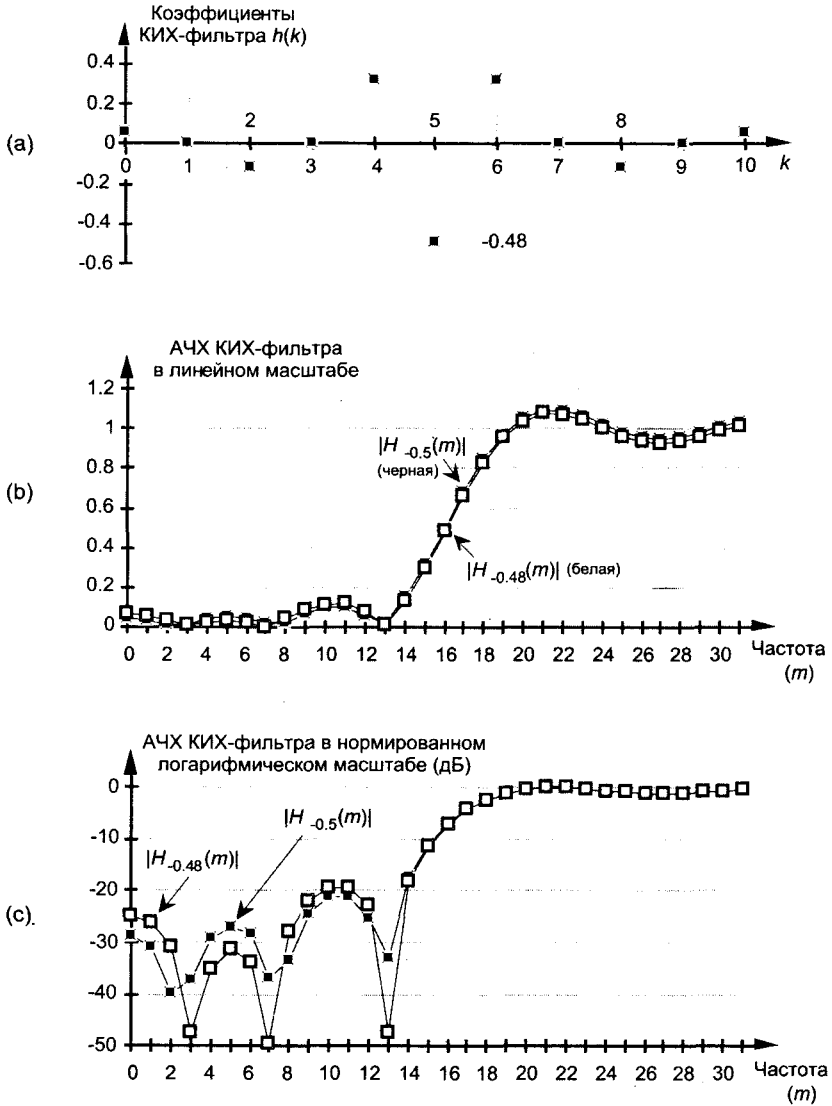 Коэффициенты
КИХ-фильтра h(k)
(a)
0.4
0.2
0
-0.2
-0.4
-0.6
2 5 8
0 1 3 4 6 7 9 10 k
-0.48
АЧХ КИХ-фильтра
в линейном масштабе
(b)
1.2
1
0.8
0.6
0.4
0.2
0
|H -0.5(m)|
(черная)
|H -0.48(m)| (белая)
0 2 4 6 8 10 12 14 16 18 20 22 24 26 28 30 Частота
(m)
АЧХ КИХ-фильтра в нормированном
логарифмическом масштабе (дБ)
(c).
0
-10
-20
-30
-40
-50
|H -0.5(m)|
|H-0.48(m)|
0 2 4 6 8 10 12 14 16 18 20 22 24 26 28 30 Частота
(m)